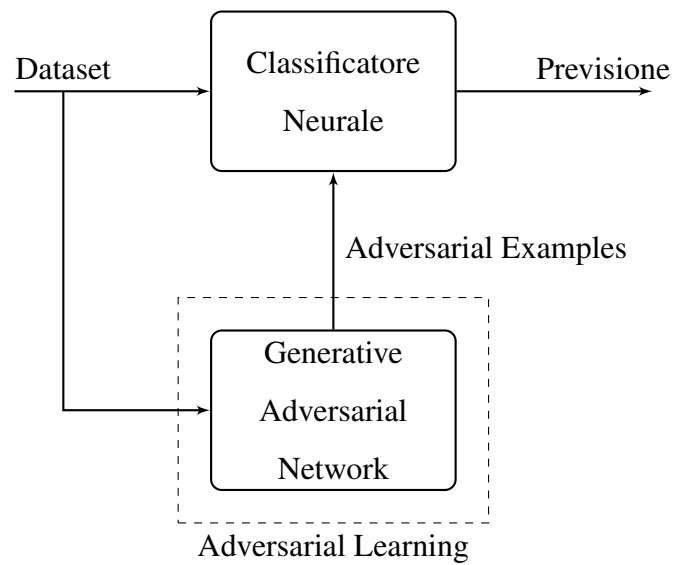 Dataset
Classificatore
Neurale
Previsione
Adversarial Examples
Generative
Adversarial
Network
Adversarial Learning